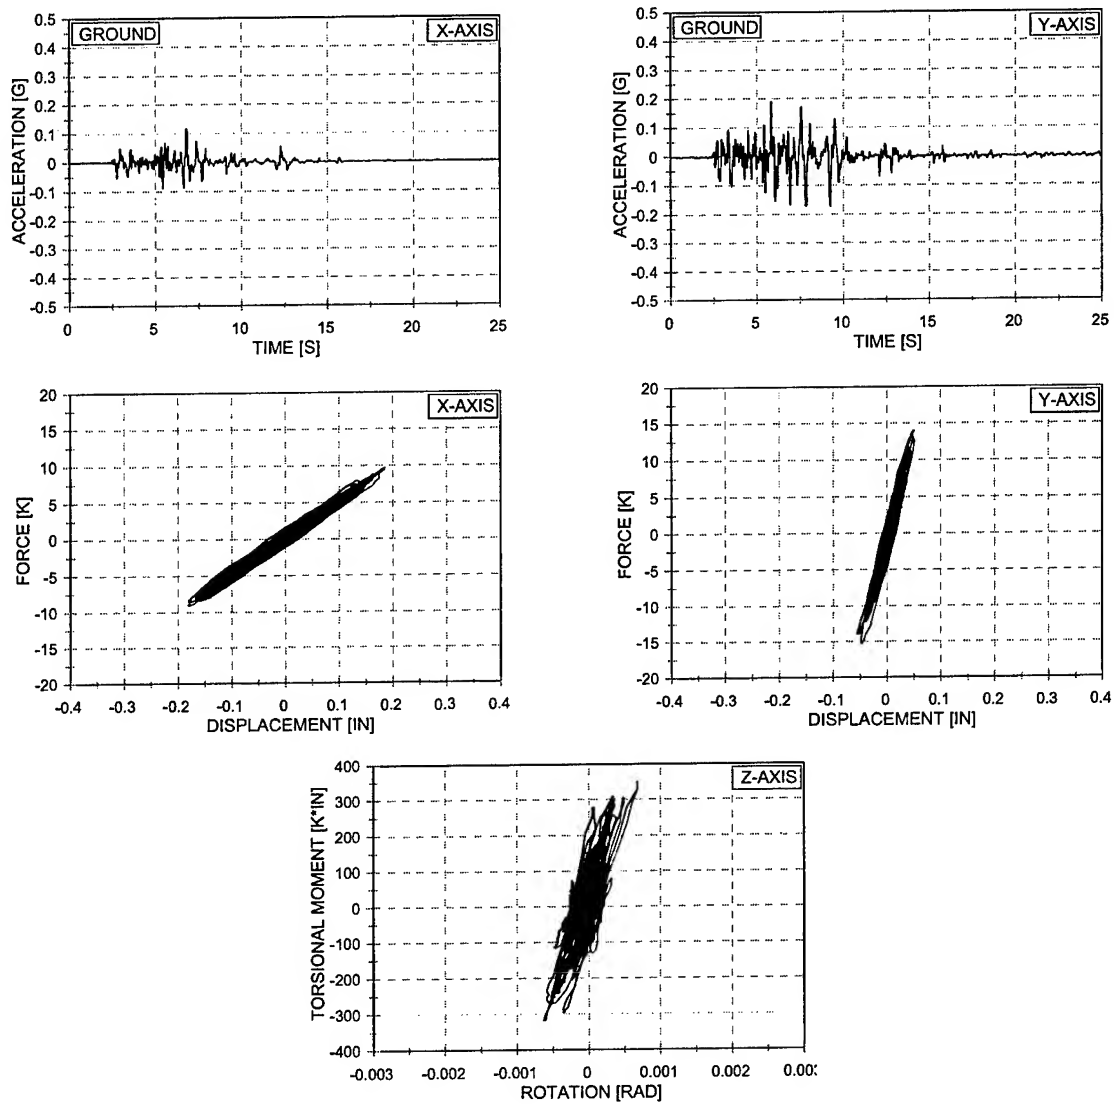 GROUND X-AXIS
0.5
0.4
0.3
0.2
0.1
0
-0.1
-0.2
-0.3
-0.4
-0.5
ACCELERATION [G]
0 5 10 15 20 25
TIME [S]
GROUND Y-AXIS
0.5
0.4
0.3
0.2
0.1
0
-0.1
-0.2
-0.3
-0.4
-0.5
ACCELERATION [G]
0 5 10 15 20 25
TIME [S]
X-AXIS
20
15
10
5
0
-5
-10
-15
-20
FORCE [K]
-0.4 -0.3 -0.2 -0.1 0 0.1 0.2 0.3 0.4
DISPLACEMENT [IN]
Y-AXIS
20
15
10
5
0
-5
-10
-15
-20
FORCE [K]
-0.4 -0.3 -0.2 -0.1 0 0.1 0.2 0.3 0.4
DISPLACEMENT [IN]
Z-AXIS
400
300
200
100
0
-100
-200
-300
-400
TORSIONAL MOMENT [K*IN]
-0.003 -0.002 -0.001 0 0.001 0.002
ROTATION [RAD]